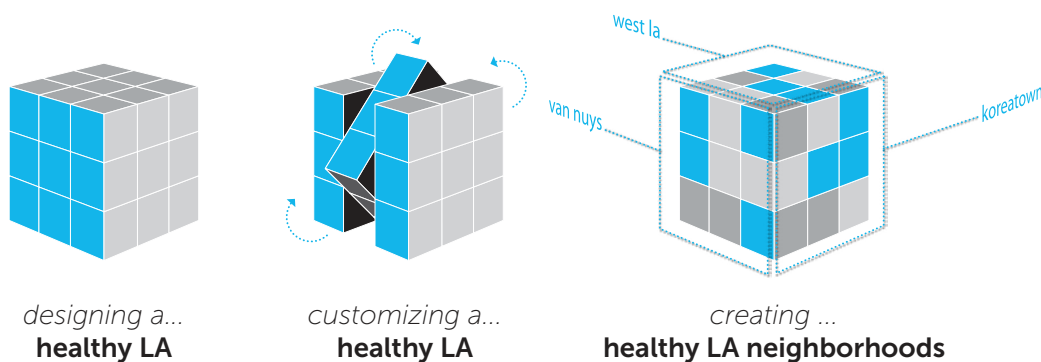 west la
van nuys
koreatown
designing a...
healthy LA
customizing a...
healthy LA
creating ...
healthy LA neighborhoods